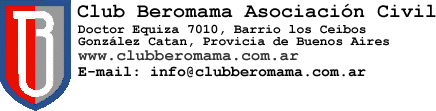 Club Beromama Asociación Civil
Doctor Equiza 7010, Barrio los Ceibos
González Catan, Provicia de Buenos Aires
www.clubberomama.com.ar
E-mail: info@clubberomama.com.ar